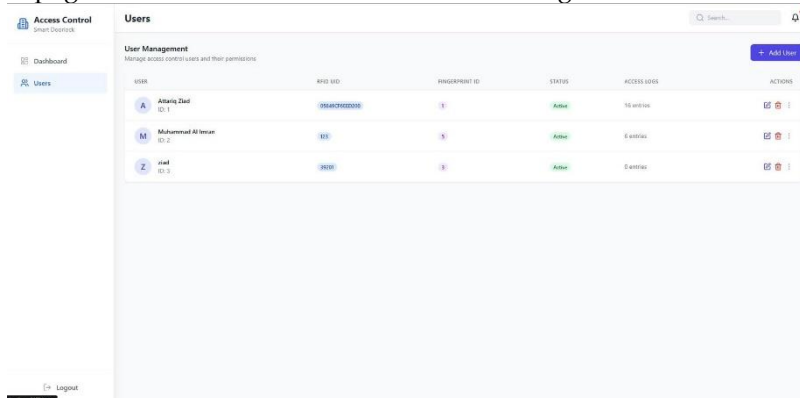 Access Control
Smart Doorlock
Users
Search...
Dashboard
Users
User Management
Manage access control users and their permissions
+ Add User
USER RFID UID FINGERPRINT ID STATUS ACCESS LOGS ACTIONS
A Attariq Ziad 1 Active 10 entries
ID: 1
M Muhammad Al Imran 123 5 Active 0 entries
ID: 2
Z ziad 39201 3 Active 0 entries
ID: 3
Logout